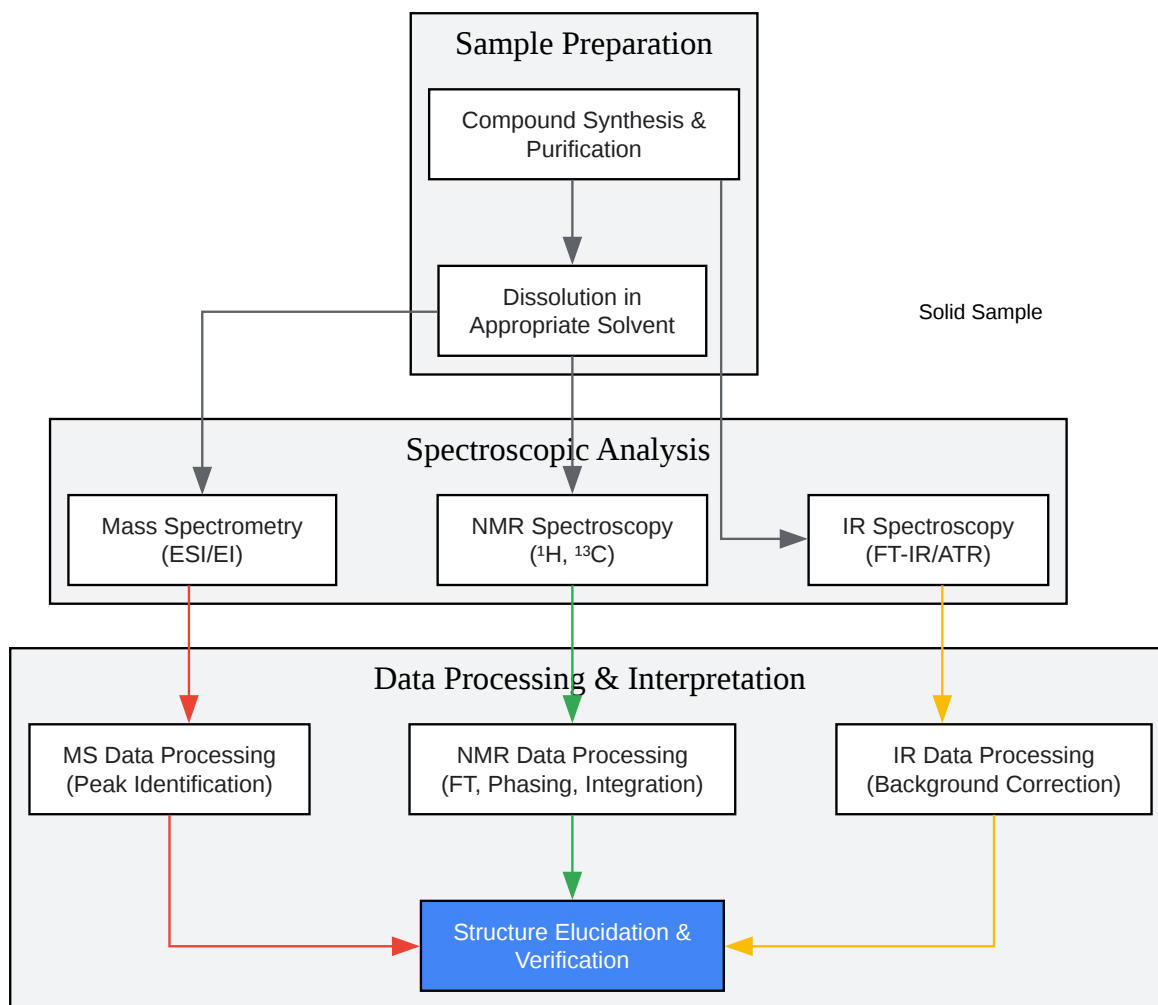 Sample Preparation
Compound Synthesis &
Purification
Dissolution in
Appropriate Solvent
Solid Sample
Spectroscopic Analysis
Mass Spectrometry
(ESI/EI)
NMR Spectroscopy
(¹H, ¹³C)
IR Spectroscopy
(FT-IR/ATR)
Data Processing & Interpretation
MS Data Processing
(Peak Identification)
NMR Data Processing
(FT, Phasing, Integration)
IR Data Processing
(Background Correction)
Structure Elucidation &
Verification